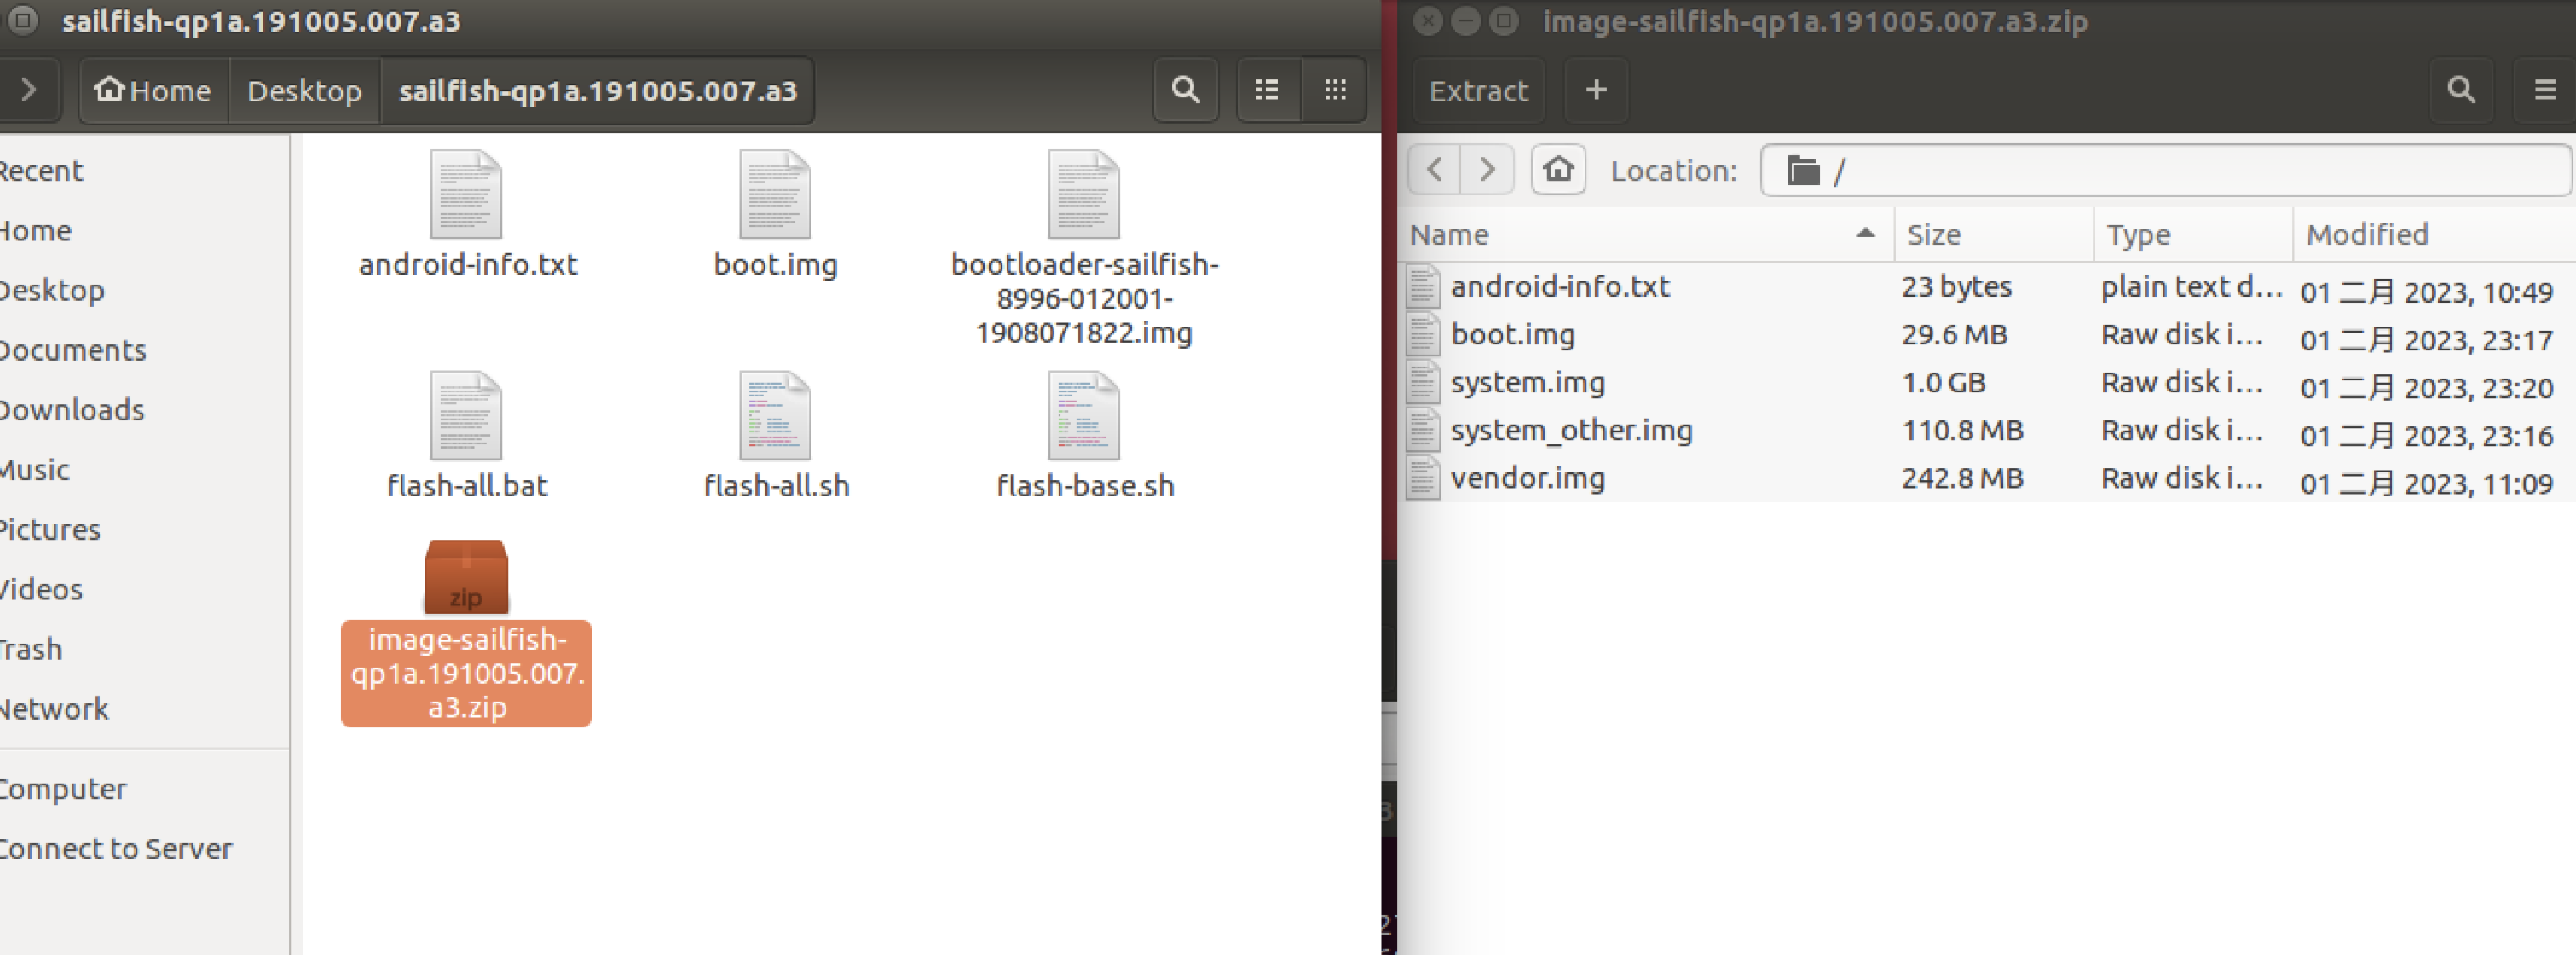 sailfish-qp1a.191005.007.a3
Home
Desktop
sailfish-qp1a.191005.007.a3
Recent
Home
Desktop
Documents
Downloads
Music
Pictures
Videos
Trash
Network
Computer
Connect to Server
android-info.txt
boot.img
bootloader-sailfish-
8996-012001-
1908071822.img
flash-all.bat
flash-all.sh
flash-base.sh
zip
image-sailfish-
qp1a.191005.007.
a3.zip
image-sailfish-qp1a.191005.007.a3.zip
Extract +
Location: /
Name Size Type Modified
android-info.txt 23 bytes plain text d... 01 二月 2023, 10:49
boot.img 29.6 MB Raw disk i... 01 二月 2023, 23:17
system.img 1.0 GB Raw disk i... 01 二月 2023, 23:20
system_other.img 110.8 MB Raw disk i... 01 二月 2023, 23:16
vendor.img 242.8 MB Raw disk i... 01 二月 2023, 11:09